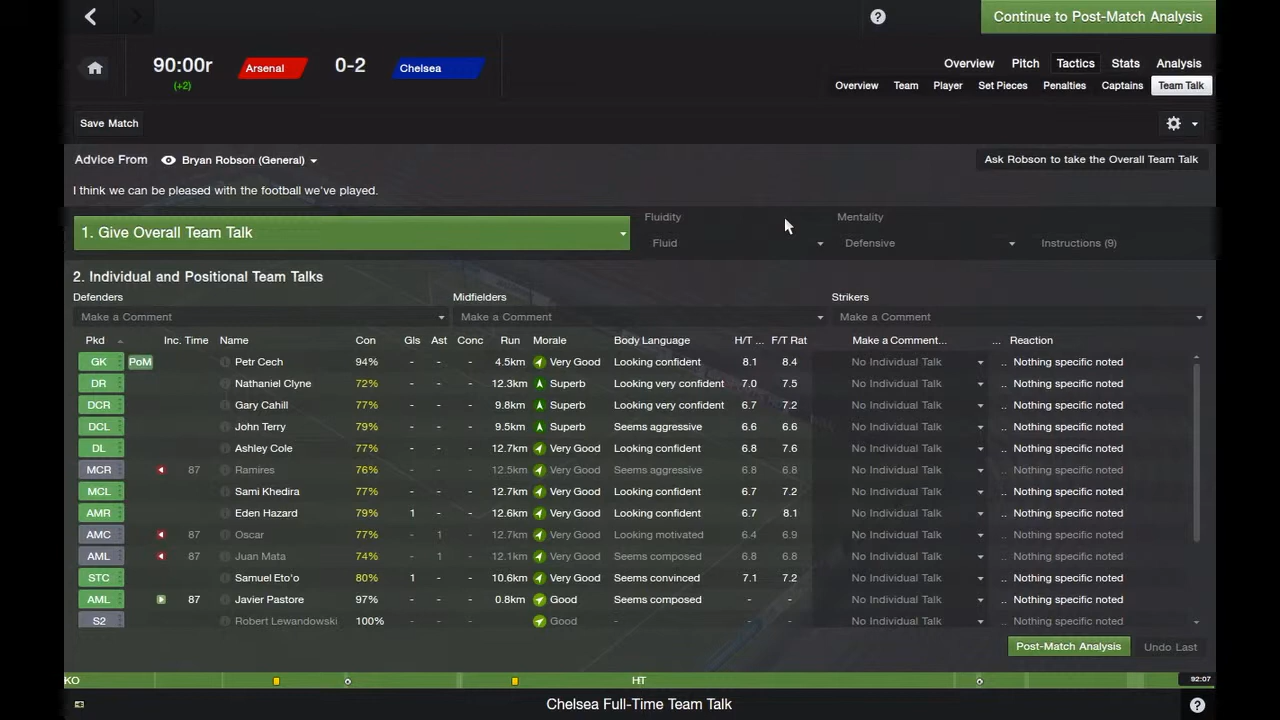 ? Continue to Post-Match Analysis
90:00r Arsenal 0-2 Chelsea
(+2)
Overview Pitch Tactics Stats Analysis
Overview Team Player Set Pieces Penalties Captains Team Talk
Save Match
Advice From Bryan Robson (General) Ask Robson to take the Overall Team Talk
I think we can be pleased with the football we've played.
Fluidity Mentality
1. Give Overall Team Talk Fluid Defensive Instructions (9)
2. Individual and Positional Team Talks
Defenders Midfielders Strikers
Make a Comment Make a Comment Make a Comment
Pkd Inc. Time Name Con Gls Ast Conc Run Morale Body Language H/T ... F/T Rat Make a Comment... ... Reaction
GK PoM Petr Cech 94% - - - 4.5km Very Good Looking confident 8.1 8.4 No Individual Talk .. Nothing specific noted
DR Nathaniel Clyne 72% - - - 12.3km Superb Looking very confident 7.0 7.5 No Individual Talk .. Nothing specific noted
DCR Gary Cahill 77% - - - 9.8km Superb Looking very confident 6.7 7.2 No Individual Talk .. Nothing specific noted
DCL John Terry 79% - - - 9.5km Superb Seems aggressive 6.6 6.6 No Individual Talk .. Nothing specific noted
DL Ashley Cole 77% - - - 12.7km Very Good Looking confident 6.8 7.6 No Individual Talk .. Nothing specific noted
MCR 87 Ramires 76% - - - 12.5km Very Good Seems aggressive 6.8 6.8 No Individual Talk .. Nothing specific noted
MCL Sami Khedira 77% - - - 12.7km Very Good Looking confident 6.7 7.2 No Individual Talk .. Nothing specific noted
AMR Eden Hazard 79% 1 - - 12.6km Very Good Looking confident 6.7 8.1 No Individual Talk .. Nothing specific noted
AMC 87 Oscar 77% - 1 - 12.7km Very Good Looking motivated 6.4 6.9 No Individual Talk .. Nothing specific noted
AML 87 Juan Mata 74% - 1 - 12.1km Very Good Seems composed 6.8 6.8 No Individual Talk .. Nothing specific noted
STC Samuel Eto'o 80% 1 - - 10.6km Very Good Seems convinced 7.1 7.2 No Individual Talk .. Nothing specific noted
AML 87 Javier Pastore 97% - - - 0.8km Good Seems composed - - No Individual Talk .. Nothing specific noted
S2 Robert Lewandowski 100% - - - Good - - - No Individual Talk .. Nothing specific noted
Post-Match Analysis Undo Last
KO HT 92:07
Chelsea Full-Time Team Talk ?